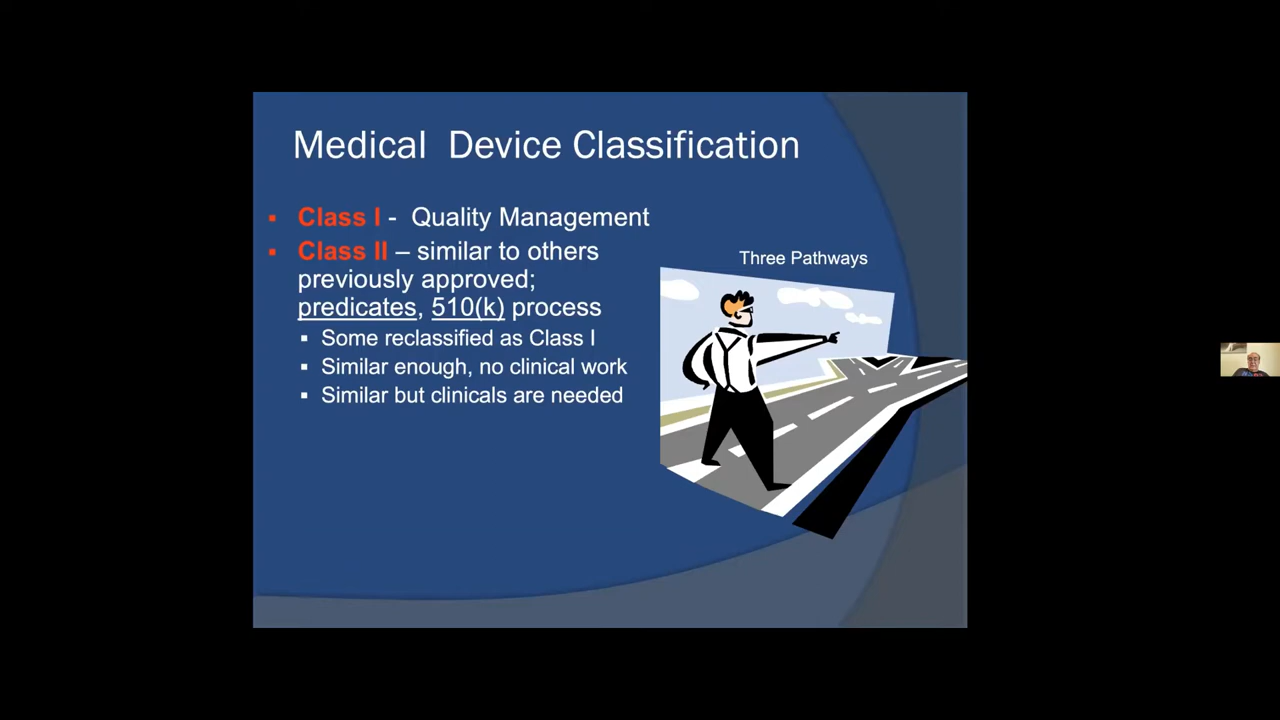 Medical Device Classification
▪ Class I - Quality Management
▪ Class II – similar to others
previously approved;
predicates, 510(k) process
▪ Some reclassified as Class I
▪ Similar enough, no clinical work
▪ Similar but clinicals are needed
Three Pathways